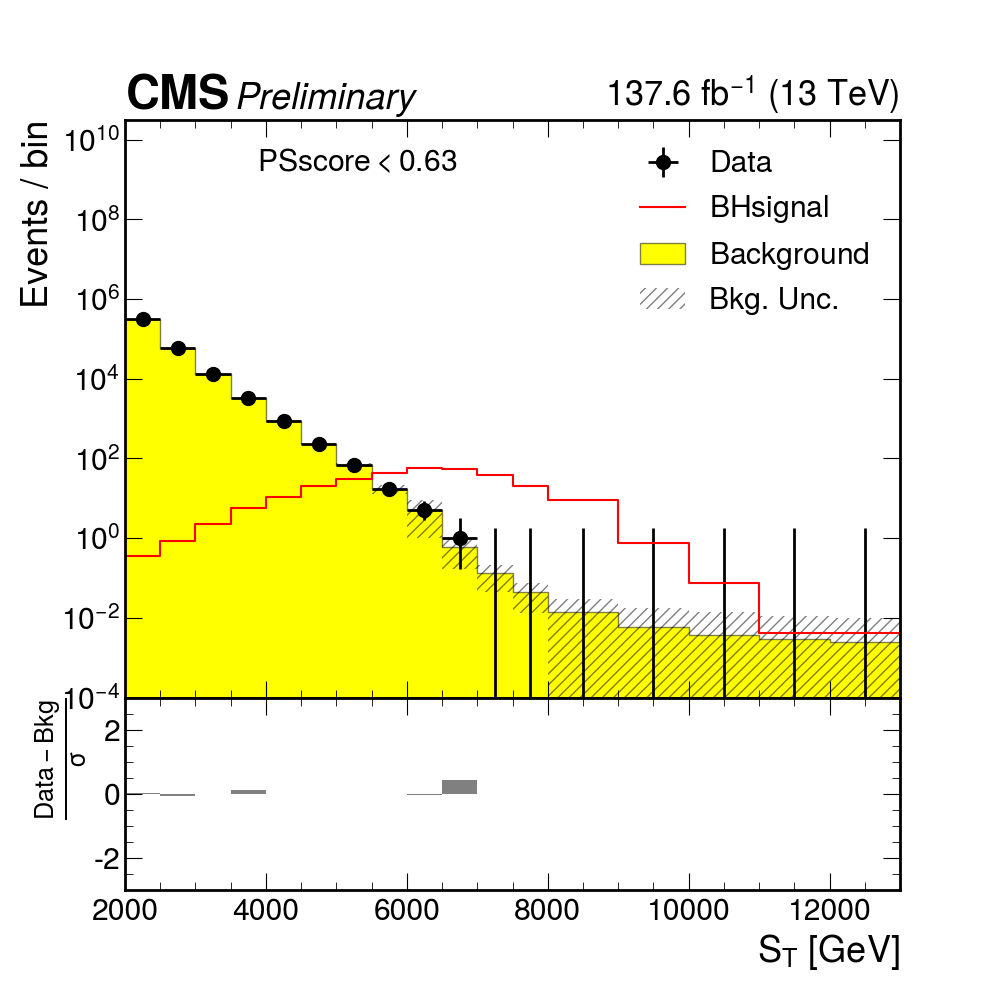 CMS Preliminary 137.6 fb⁻¹ (13 TeV)
Events / bin
PSscore < 0.63
Data
BHsignal
Background
Bkg. Unc.
10¹⁰
10⁸
10⁶
10⁴
10²
10⁰
10⁻²
10⁻⁴
Data – Bkg
σ
2
0
-2
2000 4000 6000 8000 10000 12000
S_T [GeV]